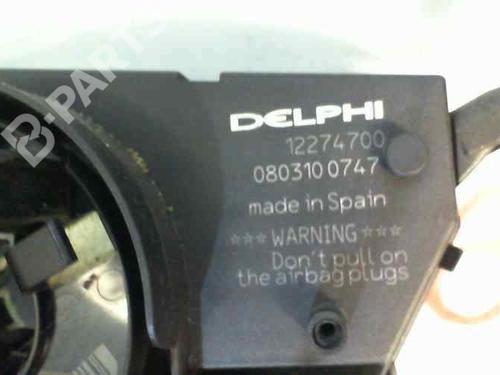 B-PARTS
DELPHI
12274700
0803100747
made in Spain
☆☆☆WARNING☆☆☆
Don't pull on
the airbag plugs